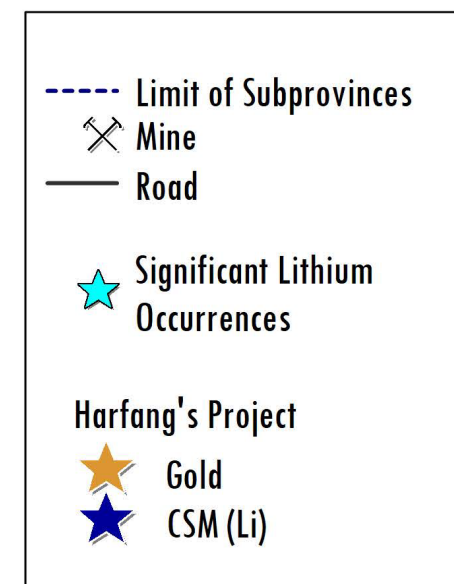 Limit of Subprovinces
Mine
Road
Significant Lithium
Occurrences
Harfang's Project
Gold
CSM (Li)